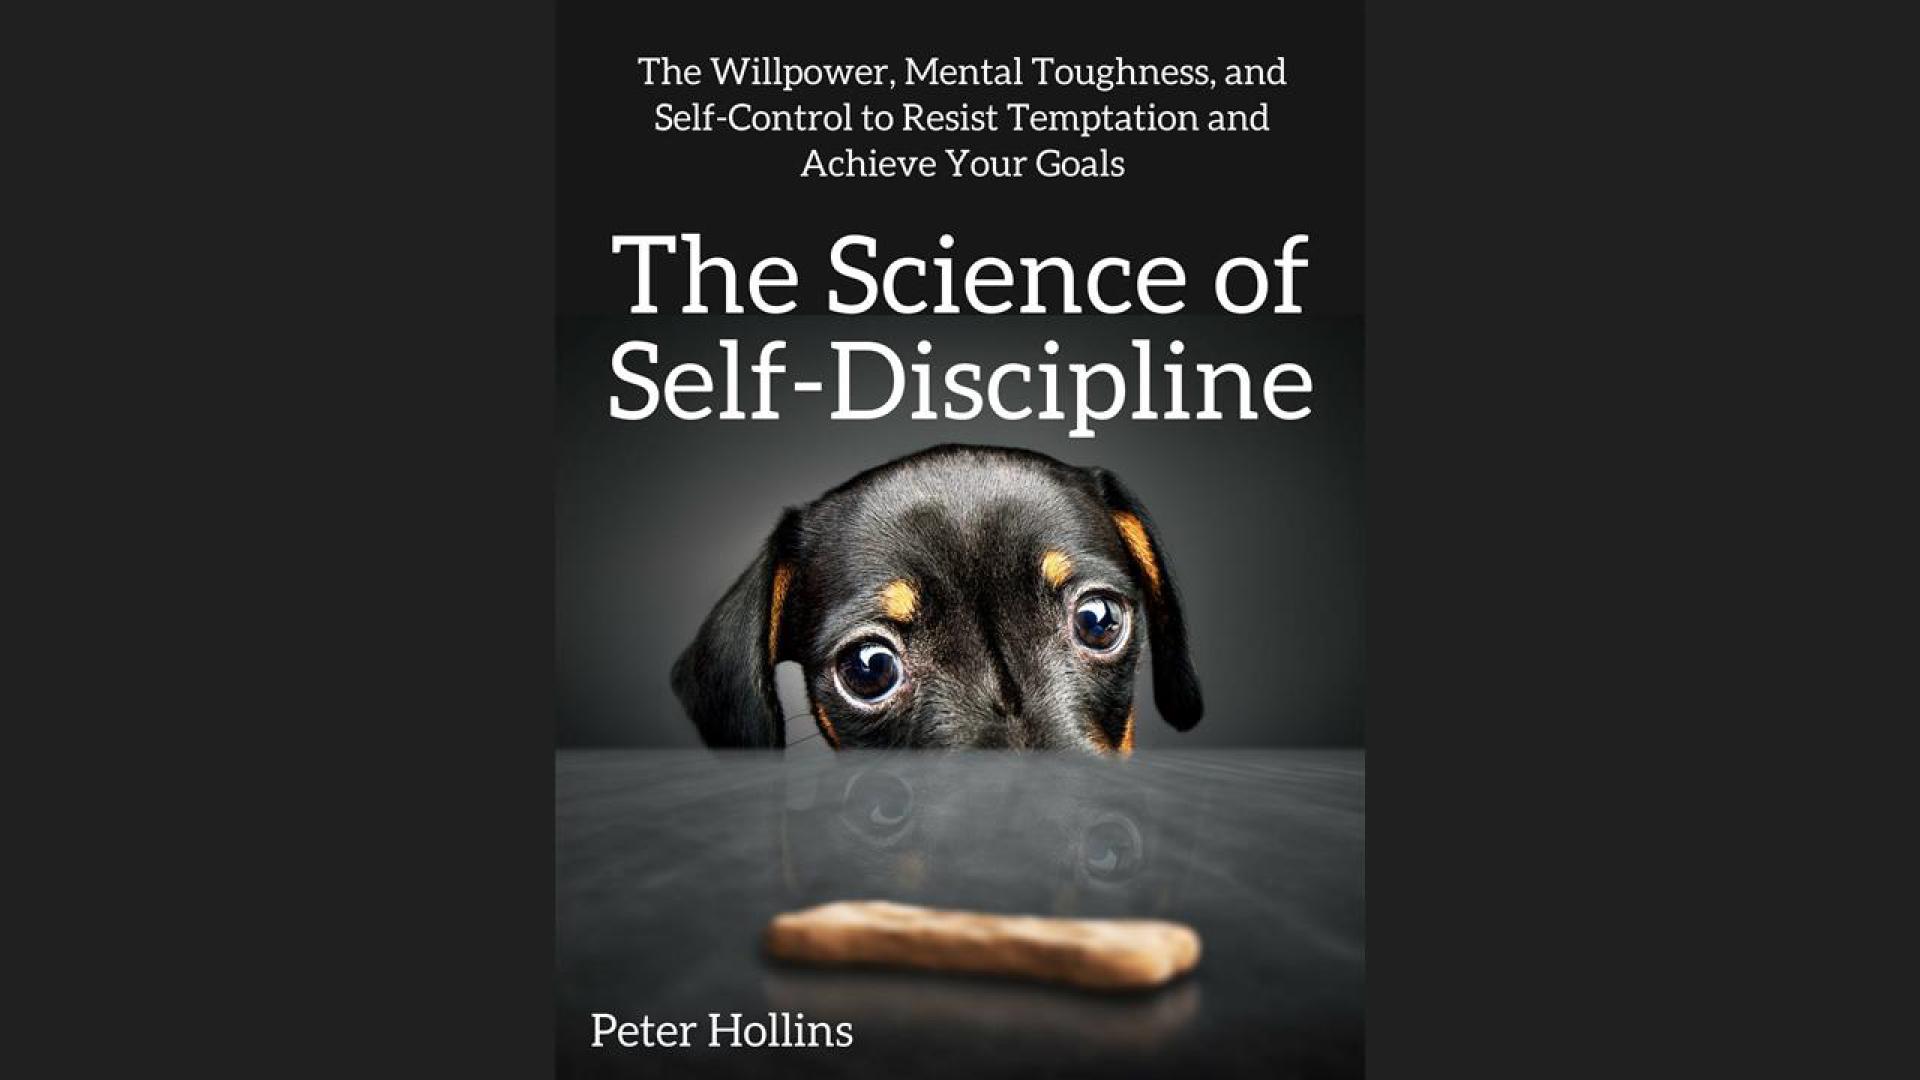 The Willpower, Mental Toughness, and
Self-Control to Resist Temptation and
Achieve Your Goals
The Science of
Self-Discipline
Peter Hollins